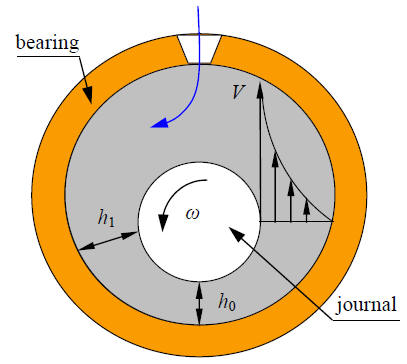 bearing
V
h1
ω
h0
journal